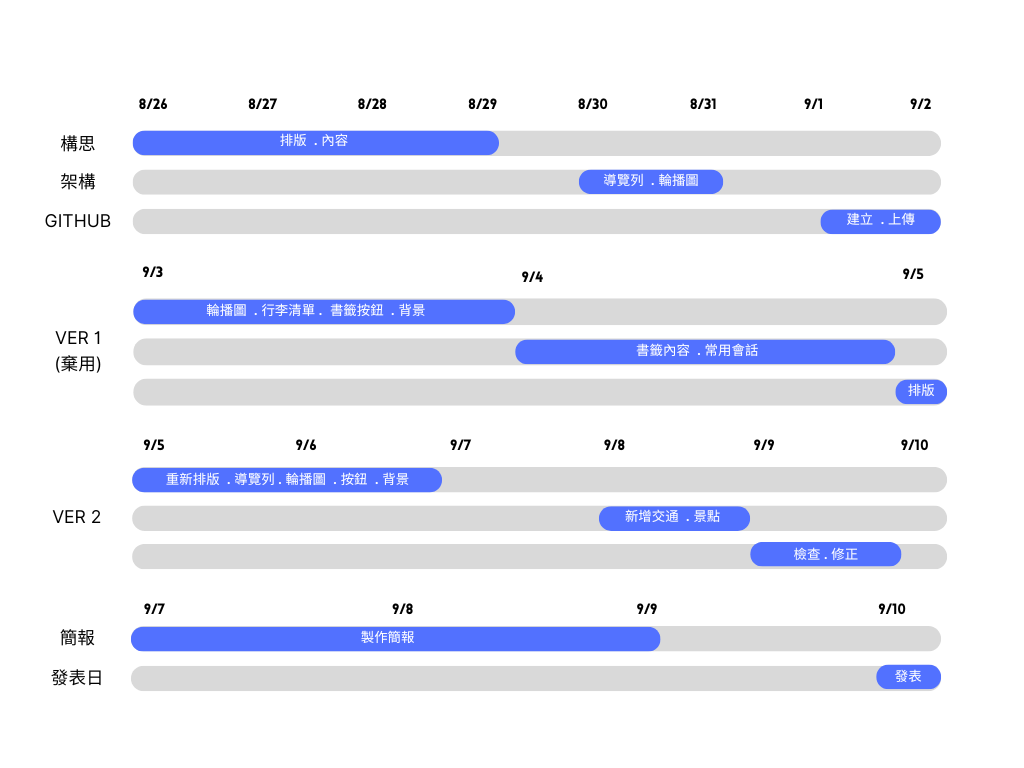 8/26 8/27 8/28 8/29 8/30 8/31 9/1 9/2
構思 排版 . 內容
架構 導覽列 . 輪播圖
GITHUB 建立 . 上傳
9/3 9/4 9/5
VER 1
(棄用)
輪播圖 . 行李清單 . 書籤按鈕 . 背景
書籤內容 . 常用會話
排版
9/5 9/6 9/7 9/8 9/9 9/10
重新排版 . 導覽列 . 輪播圖 . 按鈕 . 背景
VER 2 新增交通 . 景點
檢查 . 修正
9/7 9/8 9/9 9/10
簡報 製作簡報
發表日 發表